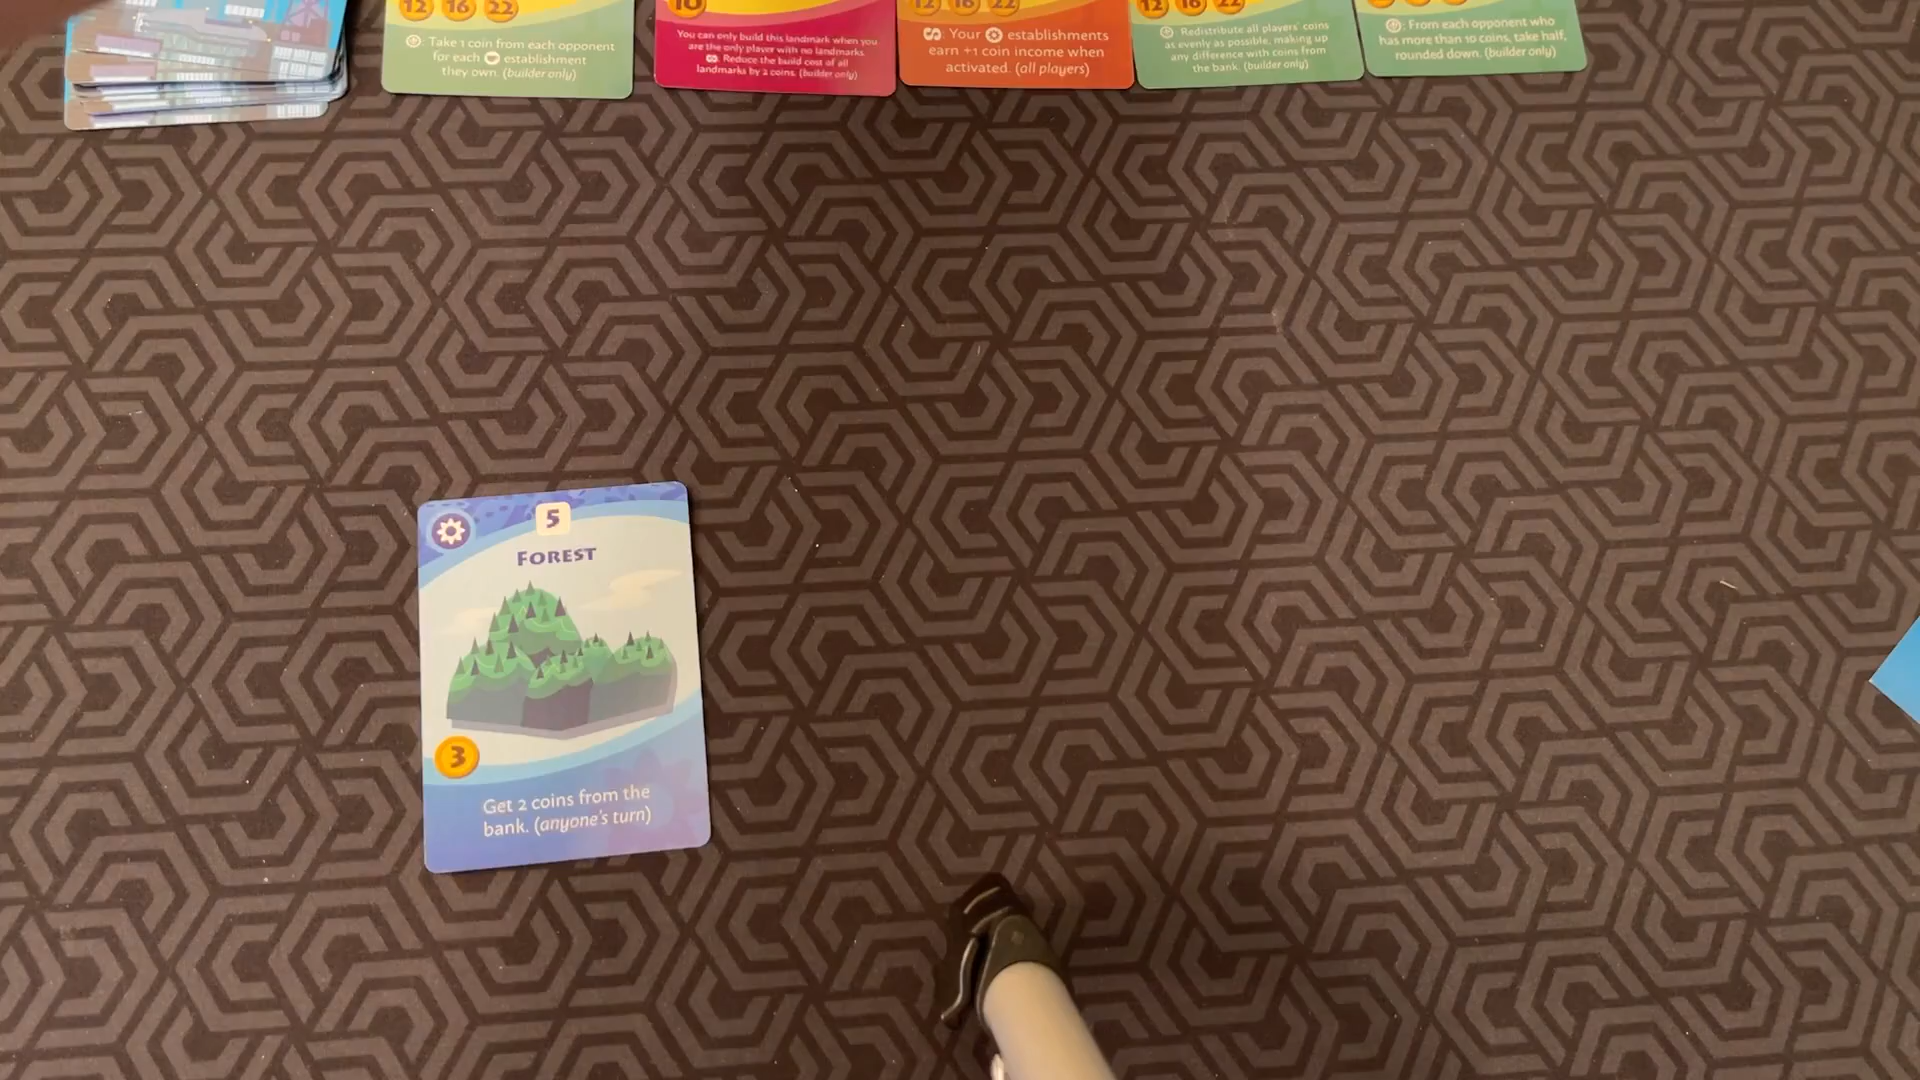 12 16 22
: Take 1 coin from each opponent
for each establishment
they own. (builder only)
10
You can only build this landmark when you
are the only player with no landmarks.
: Reduce the build cost of all
landmarks by 2 coins. (builder only)
12 16 22
: Your establishments
earn +1 coin income when
activated. (all players)
12 16 22
: Redistribute all players' coins
as evenly as possible, making up
any difference with coins from
the bank. (builder only)
: From each opponent who
has more than 10 coins, take half,
rounded down. (builder only)
5
FOREST
3
Get 2 coins from the
bank. (anyone's turn)